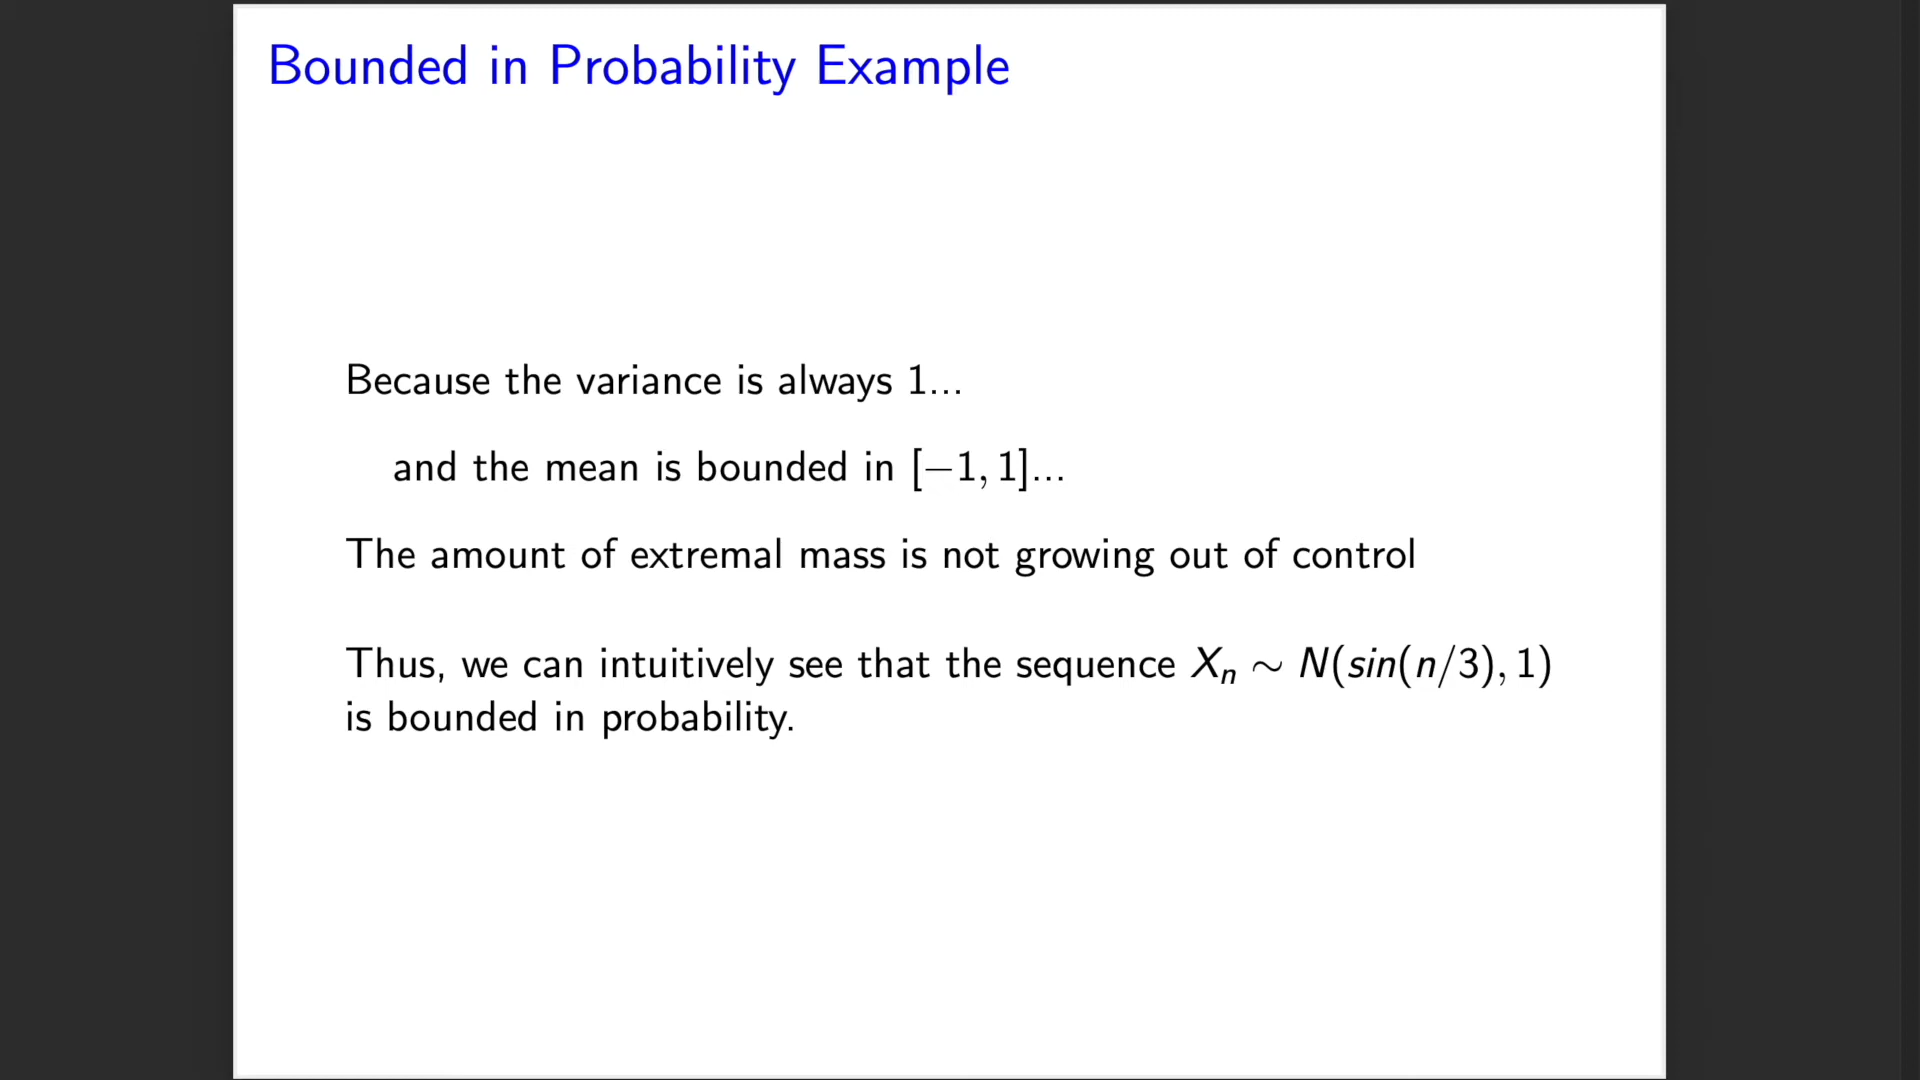 Bounded in Probability Example
Because the variance is always 1...
and the mean is bounded in [−1, 1]...
The amount of extremal mass is not growing out of control
Thus, we can intuitively see that the sequence Xₙ ∼ N(sin(n/3), 1)
is bounded in probability.